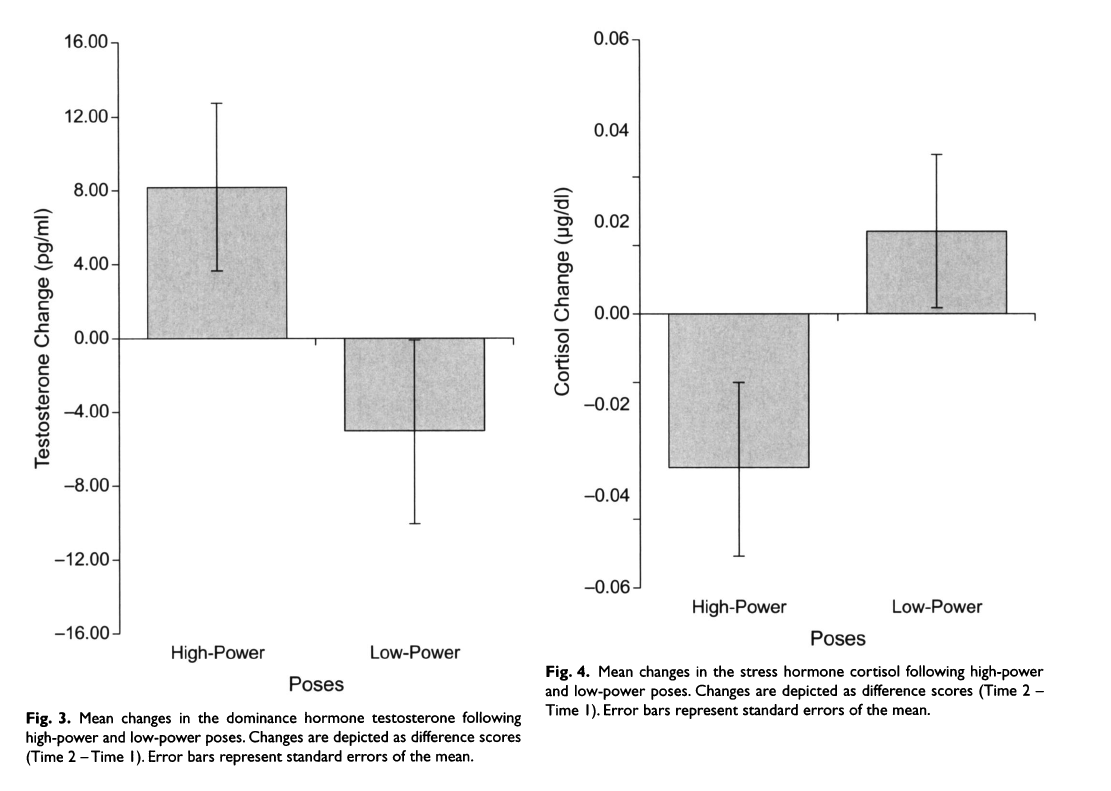 16.00
12.00
8.00
4.00
0.00
–4.00
–8.00
–12.00
–16.00
Testosterone Change (pg/ml)
High-Power
Low-Power
Poses
Fig. 3. Mean changes in the dominance hormone testosterone following
high-power and low-power poses. Changes are depicted as difference scores
(Time 2 – Time 1). Error bars represent standard errors of the mean.
0.06
0.04
0.02
0.00
–0.02
–0.04
–0.06
Cortisol Change (µg/dl)
High-Power
Low-Power
Poses
Fig. 4. Mean changes in the stress hormone cortisol following high-power
and low-power poses. Changes are depicted as difference scores (Time 2 –
Time 1). Error bars represent standard errors of the mean.